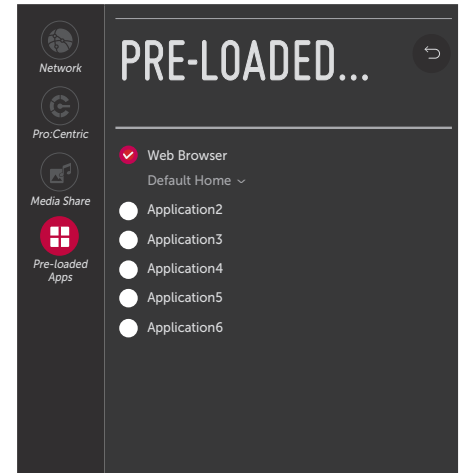 Network
Pro:Centric
Media Share
Pre-loaded
Apps
PRE-LOADED...
Web Browser
Default Home
Application2
Application3
Application4
Application5
Application6